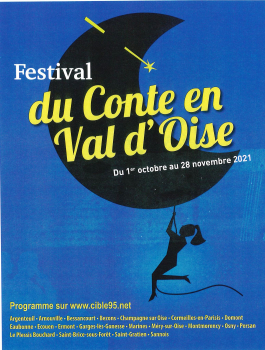 Festival
du Conte en
Val d'Oise
Du 1er octobre au 28 novembre 2021
Programme sur www.cible95.net
Argenteuil • Arnouville • Bessancourt • Bezons • Champagne sur Oise • Cormeilles-en-Parisis • Domont
Eaubonne • Ecouen • Ermont • Garges-lès-Gonesse • Marines • Méry-sur-Oise • Montmorency • Osny • Persan
Le Plessis Bouchard • Saint-Brice-sous-Forêt • Saint-Gratien • Sannois